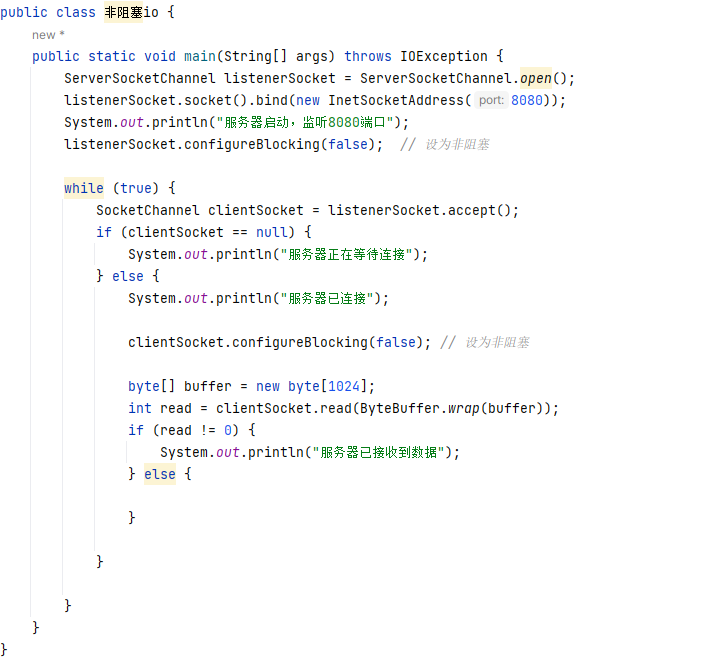 public class 非阻塞io {
new *
public static void main(String[] args) throws IOException {
ServerSocketChannel listenerSocket = ServerSocketChannel.open();
listenerSocket.socket().bind(new InetSocketAddress( port: 8080));
System.out.println("服务器启动，监听8080端口");
listenerSocket.configureBlocking(false);  // 设为非阻塞
while (true) {
SocketChannel clientSocket = listenerSocket.accept();
if (clientSocket == null) {
System.out.println("服务器正在等待连接");
} else {
System.out.println("服务器已连接");
clientSocket.configureBlocking(false); // 设为非阻塞
byte[] buffer = new byte[1024];
int read = clientSocket.read(ByteBuffer.wrap(buffer));
if (read != 0) {
System.out.println("服务器已接收到数据");
} else {
}
}
}
}
}